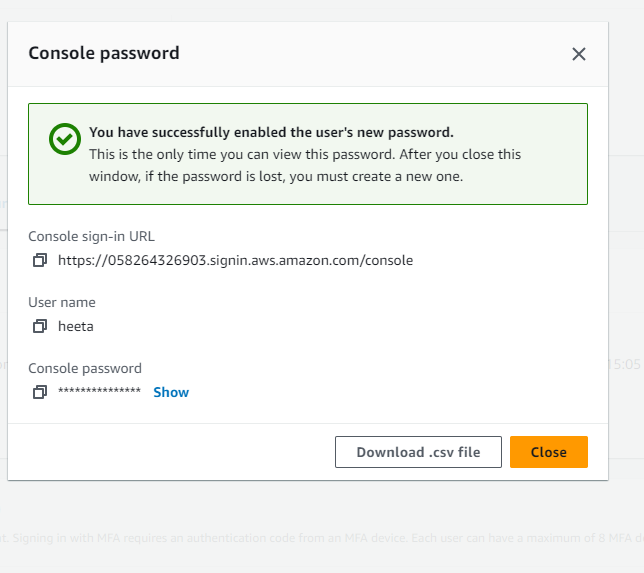 Console password
You have successfully enabled the user's new password.
This is the only time you can view this password. After you close this
window, if the password is lost, you must create a new one.
Console sign-in URL
https://058264326903.signin.aws.amazon.com/console
User name
heeta
Console password
*************** Show
15:05
Download .csv file Close
Signing in with MFA requires an authentication code from an MFA device. Each user can have a maximum of 8 MFA